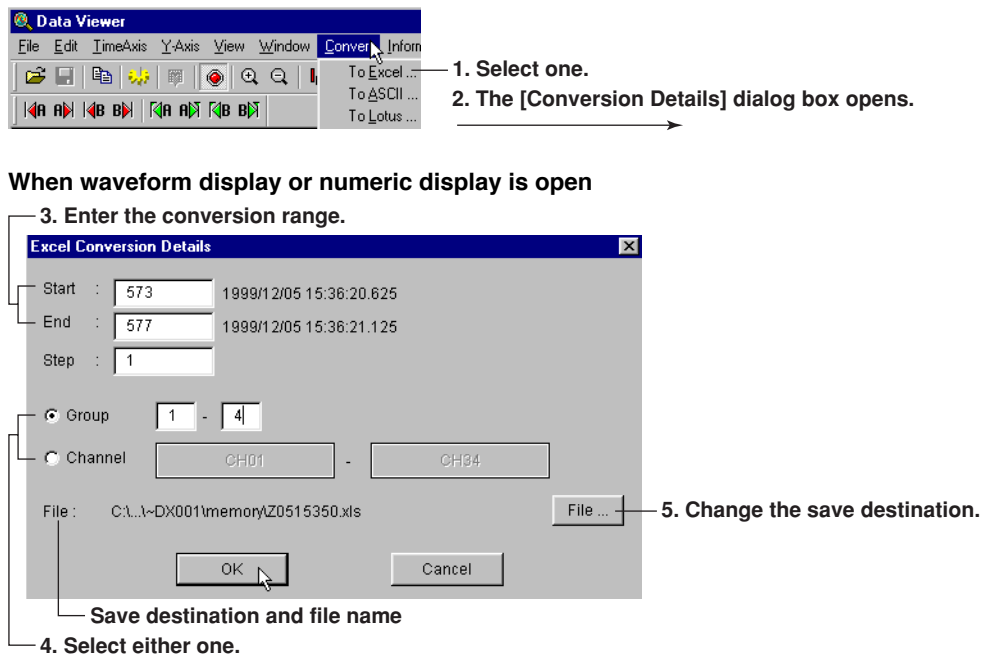 Data Viewer
File Edit TimeAxis Y-Axis View Window Conver Inform
To Excel ...
1. Select one.
To ASCII ...
2. The [Conversion Details] dialog box opens.
A A B B A A B B
To Lotus ...
When waveform display or numeric display is open
3. Enter the conversion range.
Excel Conversion Details
Start : 573 1999/12/05 15:36:20.625
End : 577 1999/12/05 15:36:21.125
Step : 1
Group 1 - 4
Channel CH01 - CH34
File : C:\...\~DX001\memory\Z0515350.xls File ...
5. Change the save destination.
OK Cancel
Save destination and file name
4. Select either one.